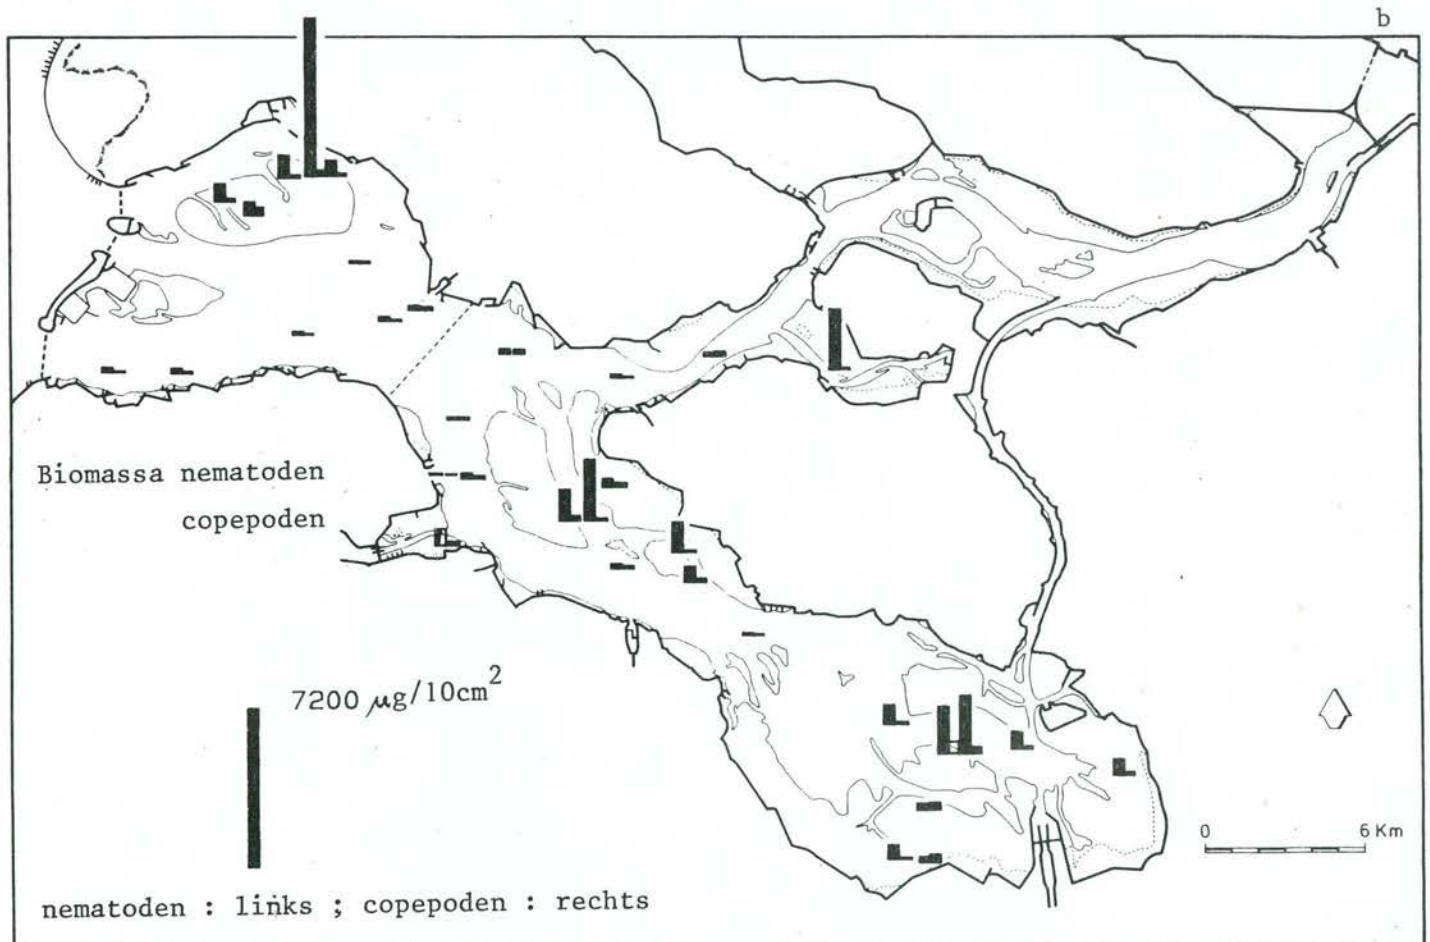 b
Biomassa nematoden
copepoden
7200 µg/10cm²
0 6 Km
nematoden : links ; copepoden : rechts